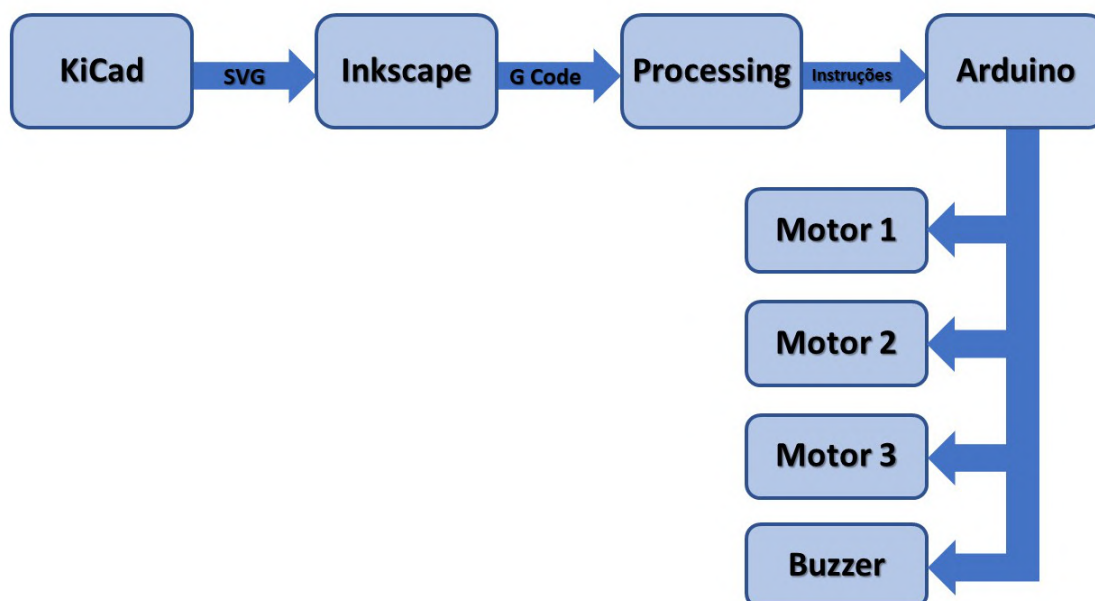 KiCad
SVG
Inkscape
G Code
Processing
Instruções
Arduino
Motor 1
Motor 2
Motor 3
Buzzer